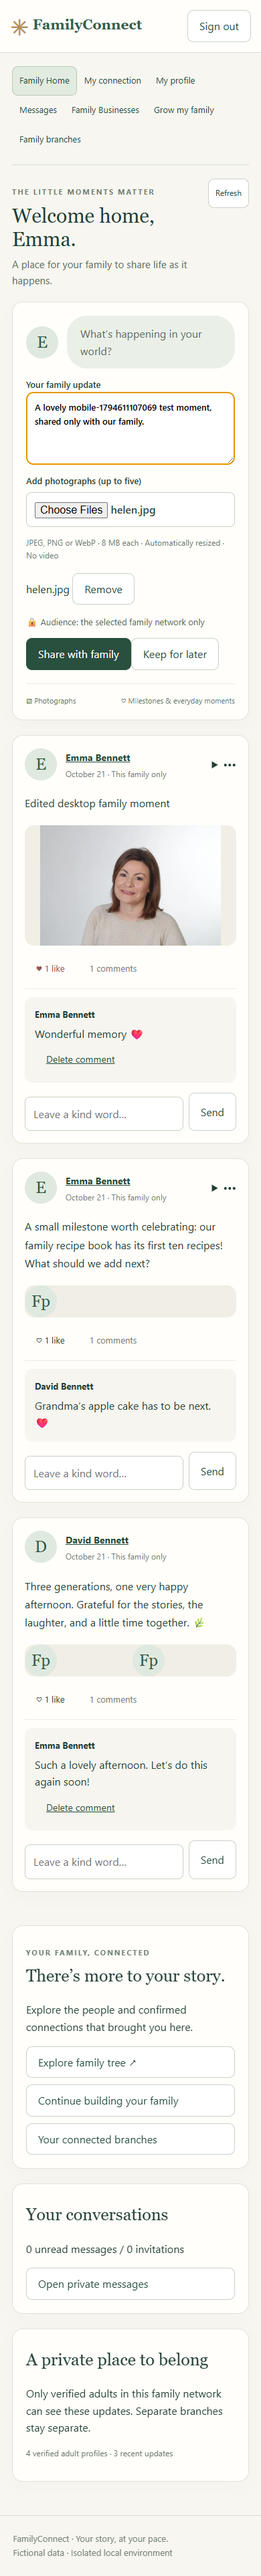 FamilyConnect
Sign out
Family Home
My connection
My profile
Messages
Family Businesses
Grow my family
Family branches
THE LITTLE MOMENTS MATTER
Refresh
Welcome home,
Emma.
A place for your family to share life as it
happens.
E
What's happening in your
world?
Your family update
A lovely mobile-1794611107069 test moment,
shared only with our family.
Add photographs (up to five)
Choose Files helen.jpg
JPEG, PNG or WebP · 8 MB each · Automatically resized ·
No video
helen.jpg
Remove
🔒 Audience: the selected family network only
Share with family
Keep for later
Photographs
♡ Milestones & everyday moments
E
Emma Bennett
October 21 · This family only
▶ •••
Edited desktop family moment
♥ 1 like
1 comments
Emma Bennett
Wonderful memory ❤️
Delete comment
Leave a kind word…
Send
E
Emma Bennett
October 21 · This family only
▶ •••
A small milestone worth celebrating: our
family recipe book has its first ten recipes!
What should we add next?
Fp
♡ 1 like
1 comments
David Bennett
Grandma's apple cake has to be next.
❤️
Leave a kind word…
Send
D
David Bennett
October 21 · This family only
Three generations, one very happy
afternoon. Grateful for the stories, the
laughter, and a little time together. 🌿
Fp
Fp
♡ 1 like
1 comments
Emma Bennett
Such a lovely afternoon. Let's do this
again soon!
Delete comment
Leave a kind word…
Send
YOUR FAMILY, CONNECTED
There's more to your story.
Explore the people and confirmed
connections that brought you here.
Explore family tree ↗
Continue building your family
Your connected branches
Your conversations
0 unread messages / 0 invitations
Open private messages
A private place to belong
Only verified adults in this family network
can see these updates. Separate branches
stay separate.
4 verified adult profiles · 3 recent updates
FamilyConnect · Your story, at your pace.
Fictional data · Isolated local environment